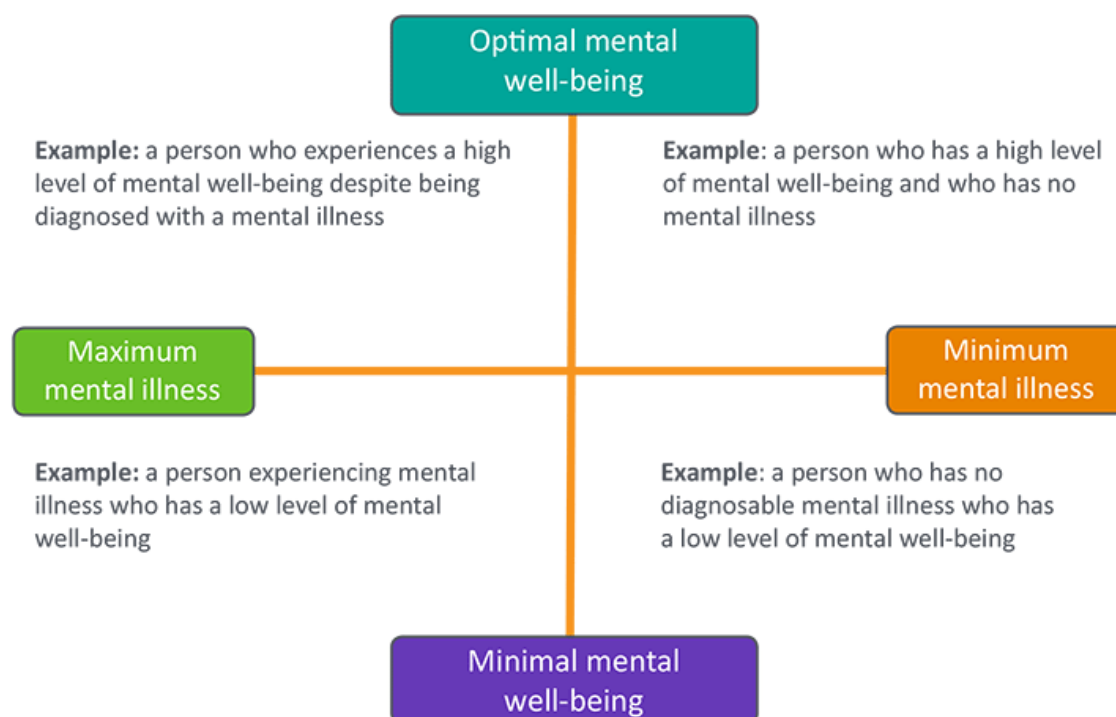 Optimal mental
well-being
Example: a person who experiences a high
level of mental well-being despite being
diagnosed with a mental illness
Example: a person who has a high level
of mental well-being and who has no
mental illness
Maximum
mental illness
Minimum
mental illness
Example: a person experiencing mental
illness who has a low level of mental
well-being
Example: a person who has no
diagnosable mental illness who has
a low level of mental well-being
Minimal mental
well-being